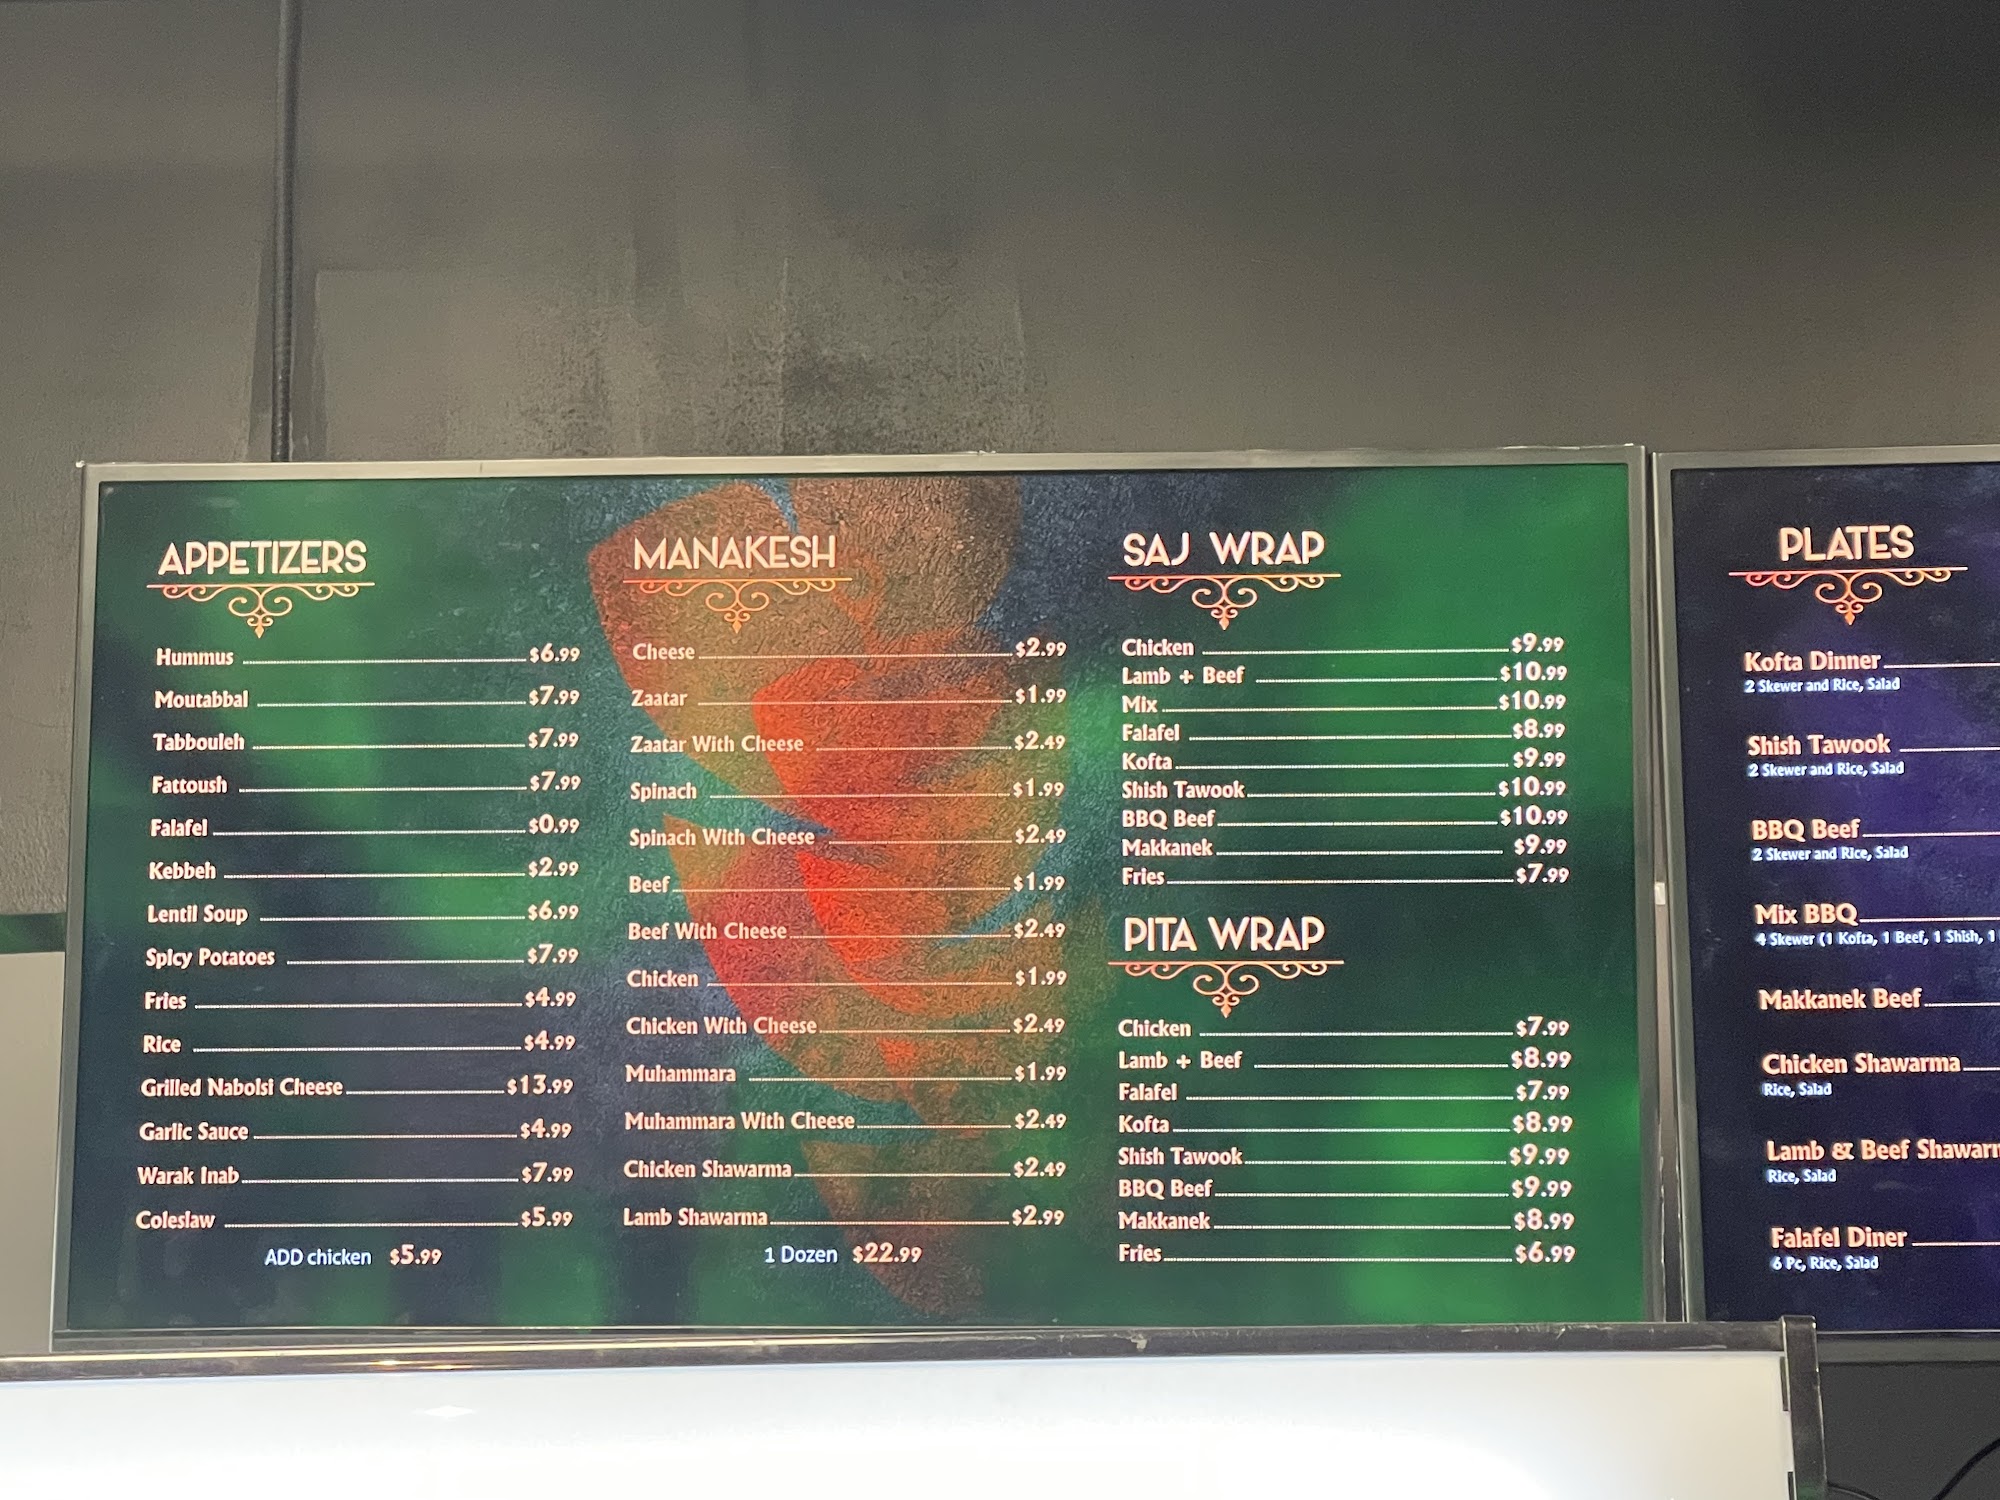 APPETIZERS
Hummus $6.99
Moutabbal $7.99
Tabbouleh $7.99
Fattoush $7.99
Falafel $0.99
Kebbeh $2.99
Lentil Soup $6.99
Spicy Potatoes $7.99
Fries $4.99
Rice $4.99
Grilled Nabolsi Cheese $13.99
Garlic Sauce $4.99
Warak Inab $7.99
Coleslaw $5.99
ADD chicken $5.99
MANAKESH
Cheese $2.99
Zaatar $1.99
Zaatar With Cheese $2.49
Spinach $1.99
Spinach With Cheese $2.49
Beef $1.99
Beef With Cheese $2.49
Chicken $1.99
Chicken With Cheese $2.49
Muhammara $1.99
Muhammara With Cheese $2.49
Chicken Shawarma $2.49
Lamb Shawarma $2.99
1 Dozen $22.99
SAJ WRAP
Chicken $9.99
Lamb + Beef $10.99
Mix $10.99
Falafel $8.99
Kofta $9.99
Shish Tawook $10.99
BBQ Beef $10.99
Makkanek $9.99
Fries $7.99
PITA WRAP
Chicken $7.99
Lamb + Beef $8.99
Falafel $7.99
Kofta $8.99
Shish Tawook $9.99
BBQ Beef $9.99
Makkanek $8.99
Fries $6.99
PLATES
Kofta Dinner
2 Skewer and Rice, Salad
Shish Tawook
2 Skewer and Rice, Salad
BBQ Beef
2 Skewer and Rice, Salad
Mix BBQ
4 Skewer (1 Kofta, 1 Beef, 1 Shish, 1
Makkanek Beef
Chicken Shawarma
Rice, Salad
Lamb & Beef Shawar
Rice, Salad
Falafel Diner
6 Pc, Rice, Salad